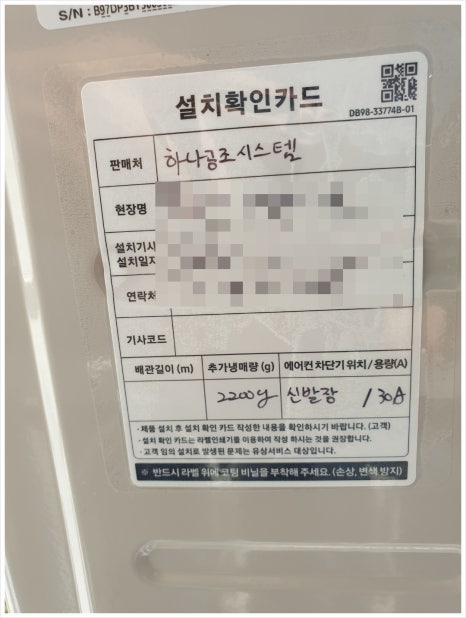 S/N : B97DP3BT
설치확인카드
DB98-33774B-01
판매처 하나공조시스템
현장명
설치기사
설치일자
연락처
기사코드
배관길이 (m) 추가냉매량 (g) 에어컨 차단기 위치 / 용량(A)
2200g 신발장 / 30A
· 제품 설치 후 설치 확인 카드 작성한 내용을 확인하시기 바랍니다. (고객)
· 설치 확인 카드는 라벨인쇄기를 이용하여 작성 하시는 것을 권장합니다.
· 고객 임의 설치로 발생된 문제는 유상서비스 대상입니다.
※ 반드시 라벨 위에 코팅 비닐을 부착해 주세요. (손상, 변색 방지)